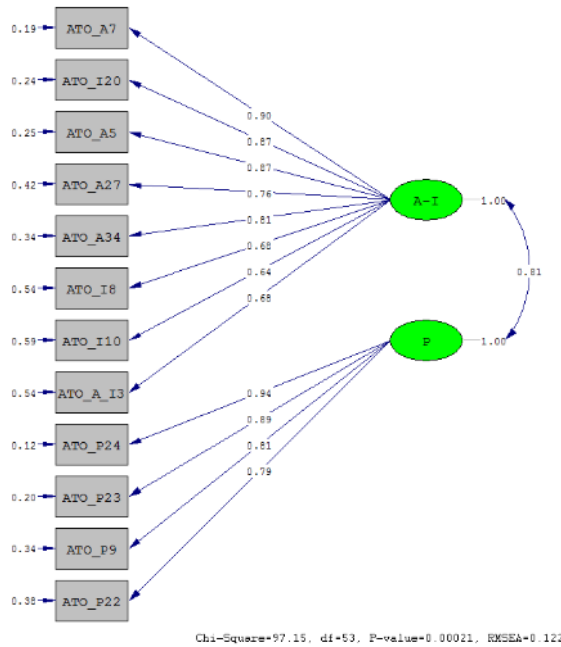 0.19 ATO_A7
0.24 ATO_I20
0.25 ATO_A5
0.42 ATO_A27
0.34 ATO_A34
0.54 ATO_I8
0.59 ATO_I10
0.54 ATO_A_I3
0.12 ATO_P24
0.20 ATO_P23
0.34 ATO_P9
0.38 ATO_P22
0.90
0.87
0.87
0.76
0.81
0.68
0.64
0.68
0.94
0.89
0.81
0.79
A-I 1.00
0.81
P 1.00
Chi-Square=97.15, df=53, P-value=0.00021, RMSEA=0.122